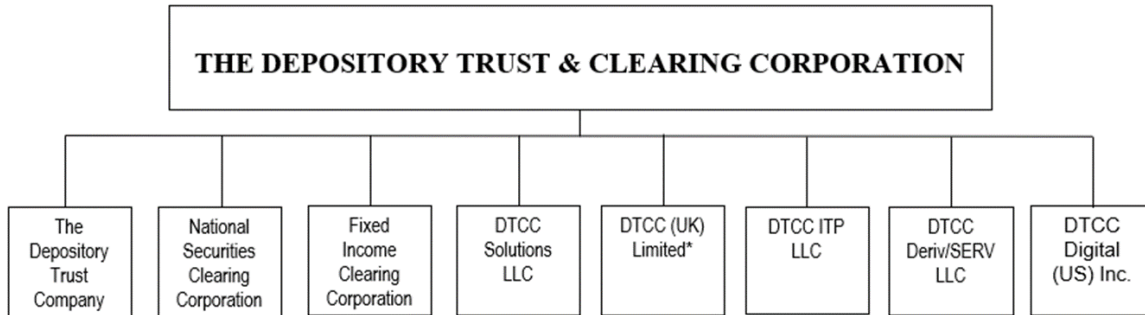 THE DEPOSITORY TRUST & CLEARING CORPORATION
The
Depository
Trust
Company
National
Securities
Clearing
Corporation
Fixed
Income
Clearing
Corporation
DTCC
Solutions
LLC
DTCC (UK)
Limited*
DTCC ITP
LLC
DTCC
Deriv/SERV
LLC
DTCC
Digital
(US) Inc.